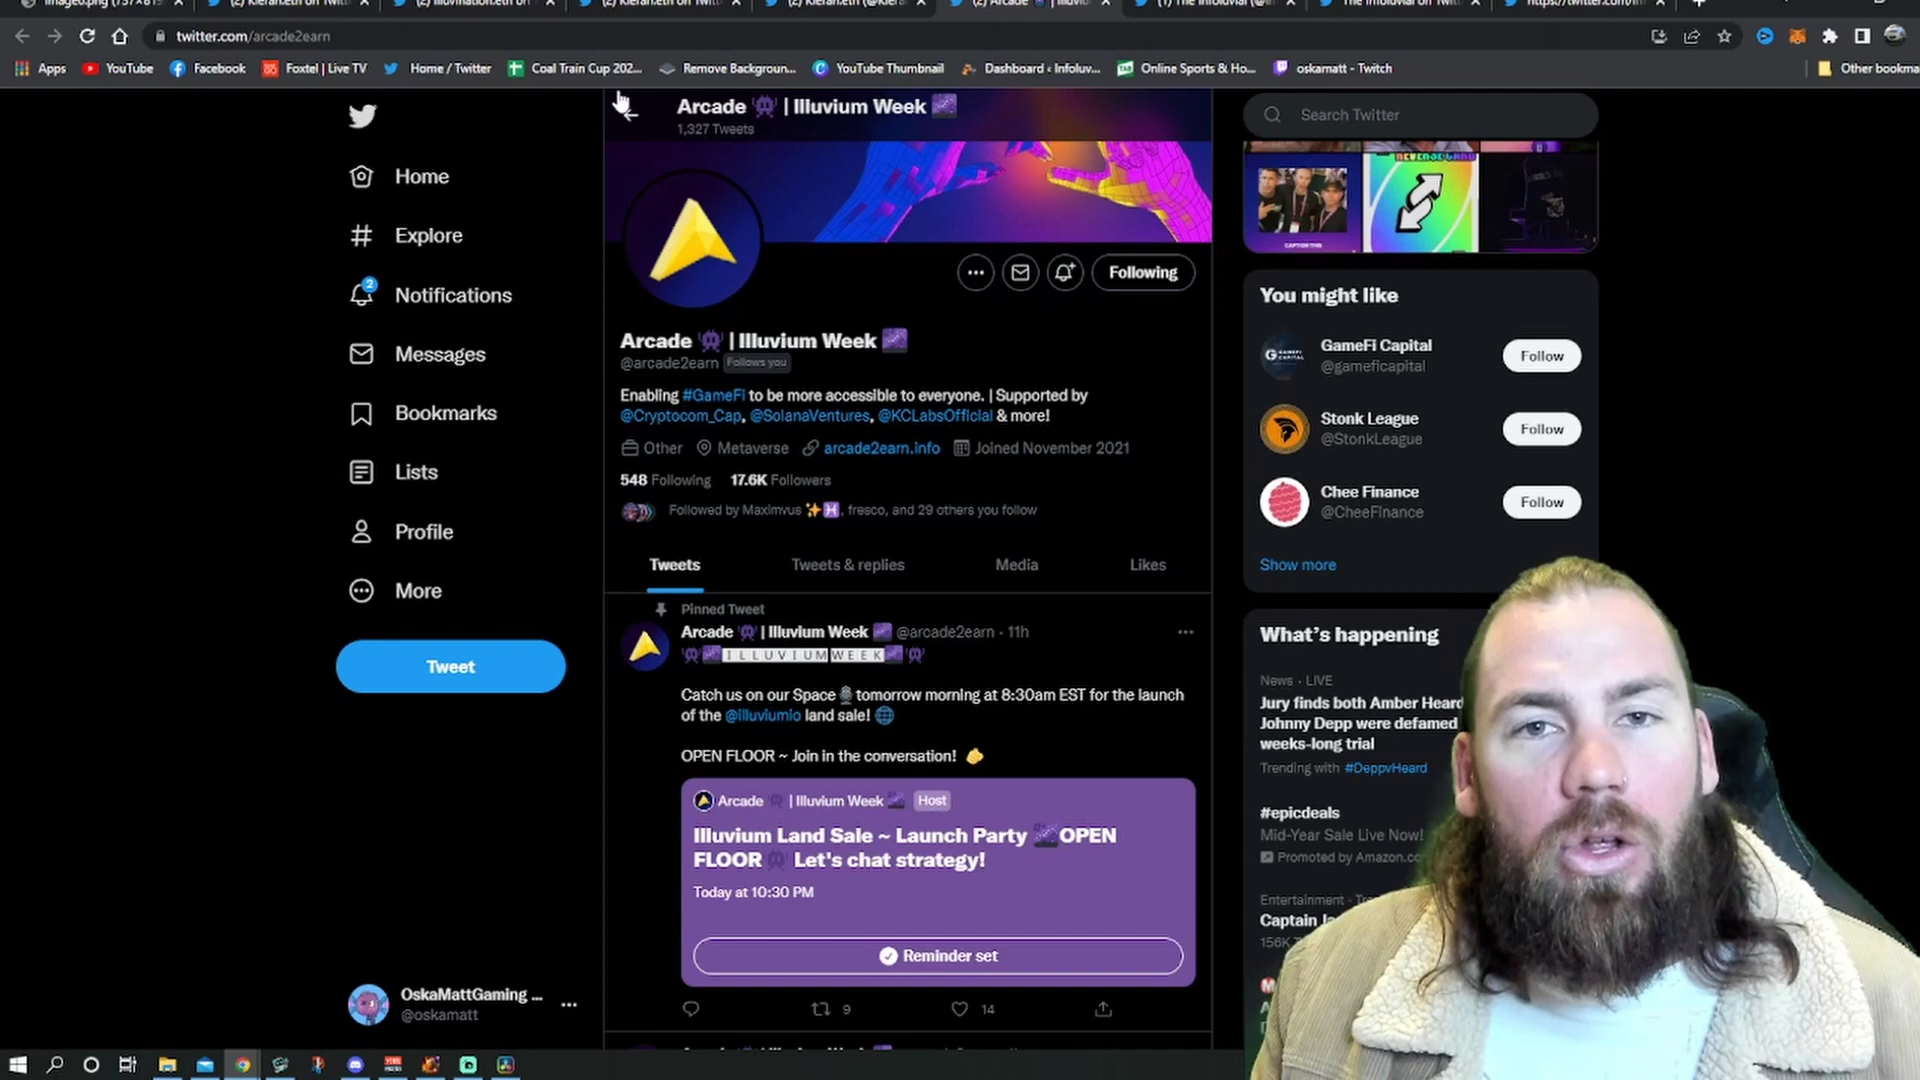 twitter.com/arcade2earn
Apps
YouTube
Facebook
Foxtel | Live TV
Home / Twitter
Coal Train Cup 202...
Remove Backgroun...
YouTube Thumbnail
Dashboard ‹ Infoluv...
Online Sports & Ho...
oskamatt - Twitch
Other bookma
Arcade | Illuvium Week
1,327 Tweets
Search Twitter
Home
Explore
2
Notifications
Messages
Bookmarks
Lists
Profile
More
Tweet
OskaMattGaming ...
@oskamatt
Following
Arcade | Illuvium Week
@arcade2earn Follows you
Enabling #GameFi to be more accessible to everyone. | Supported by
@Cryptocom_Cap, @SolanaVentures, @KCLabsOfficial & more!
Other Metaverse arcade2earn.info Joined November 2021
548 Following 17.6K Followers
Followed by Maximvus, fresco, and 29 others you follow
Tweets
Tweets & replies
Media
Likes
Pinned Tweet
Arcade | Illuvium Week @arcade2earn · 11h
ILLUVIUM WEEK
Catch us on our Space tomorrow morning at 8:30am EST for the launch
of the @illuviumio land sale!
OPEN FLOOR ~ Join in the conversation!
Arcade | Illuvium Week Host
Illuvium Land Sale ~ Launch Party OPEN
FLOOR Let's chat strategy!
Today at 10:30 PM
Reminder set
9
14
REVERSE CARD
CAPTION THIS
You might like
GameFi Capital
@gameficapital
Follow
Stonk League
@StonkLeague
Follow
Chee Finance
@CheeFinance
Follow
Show more
What's happening
News · LIVE
Jury finds both Amber Heard
Johnny Depp were defamed
weeks-long trial
Trending with #DeppvHeard
#epicdeals
Mid-Year Sale Live Now!
Promoted by Amazon.co
Entertainment ·
Captain
156K